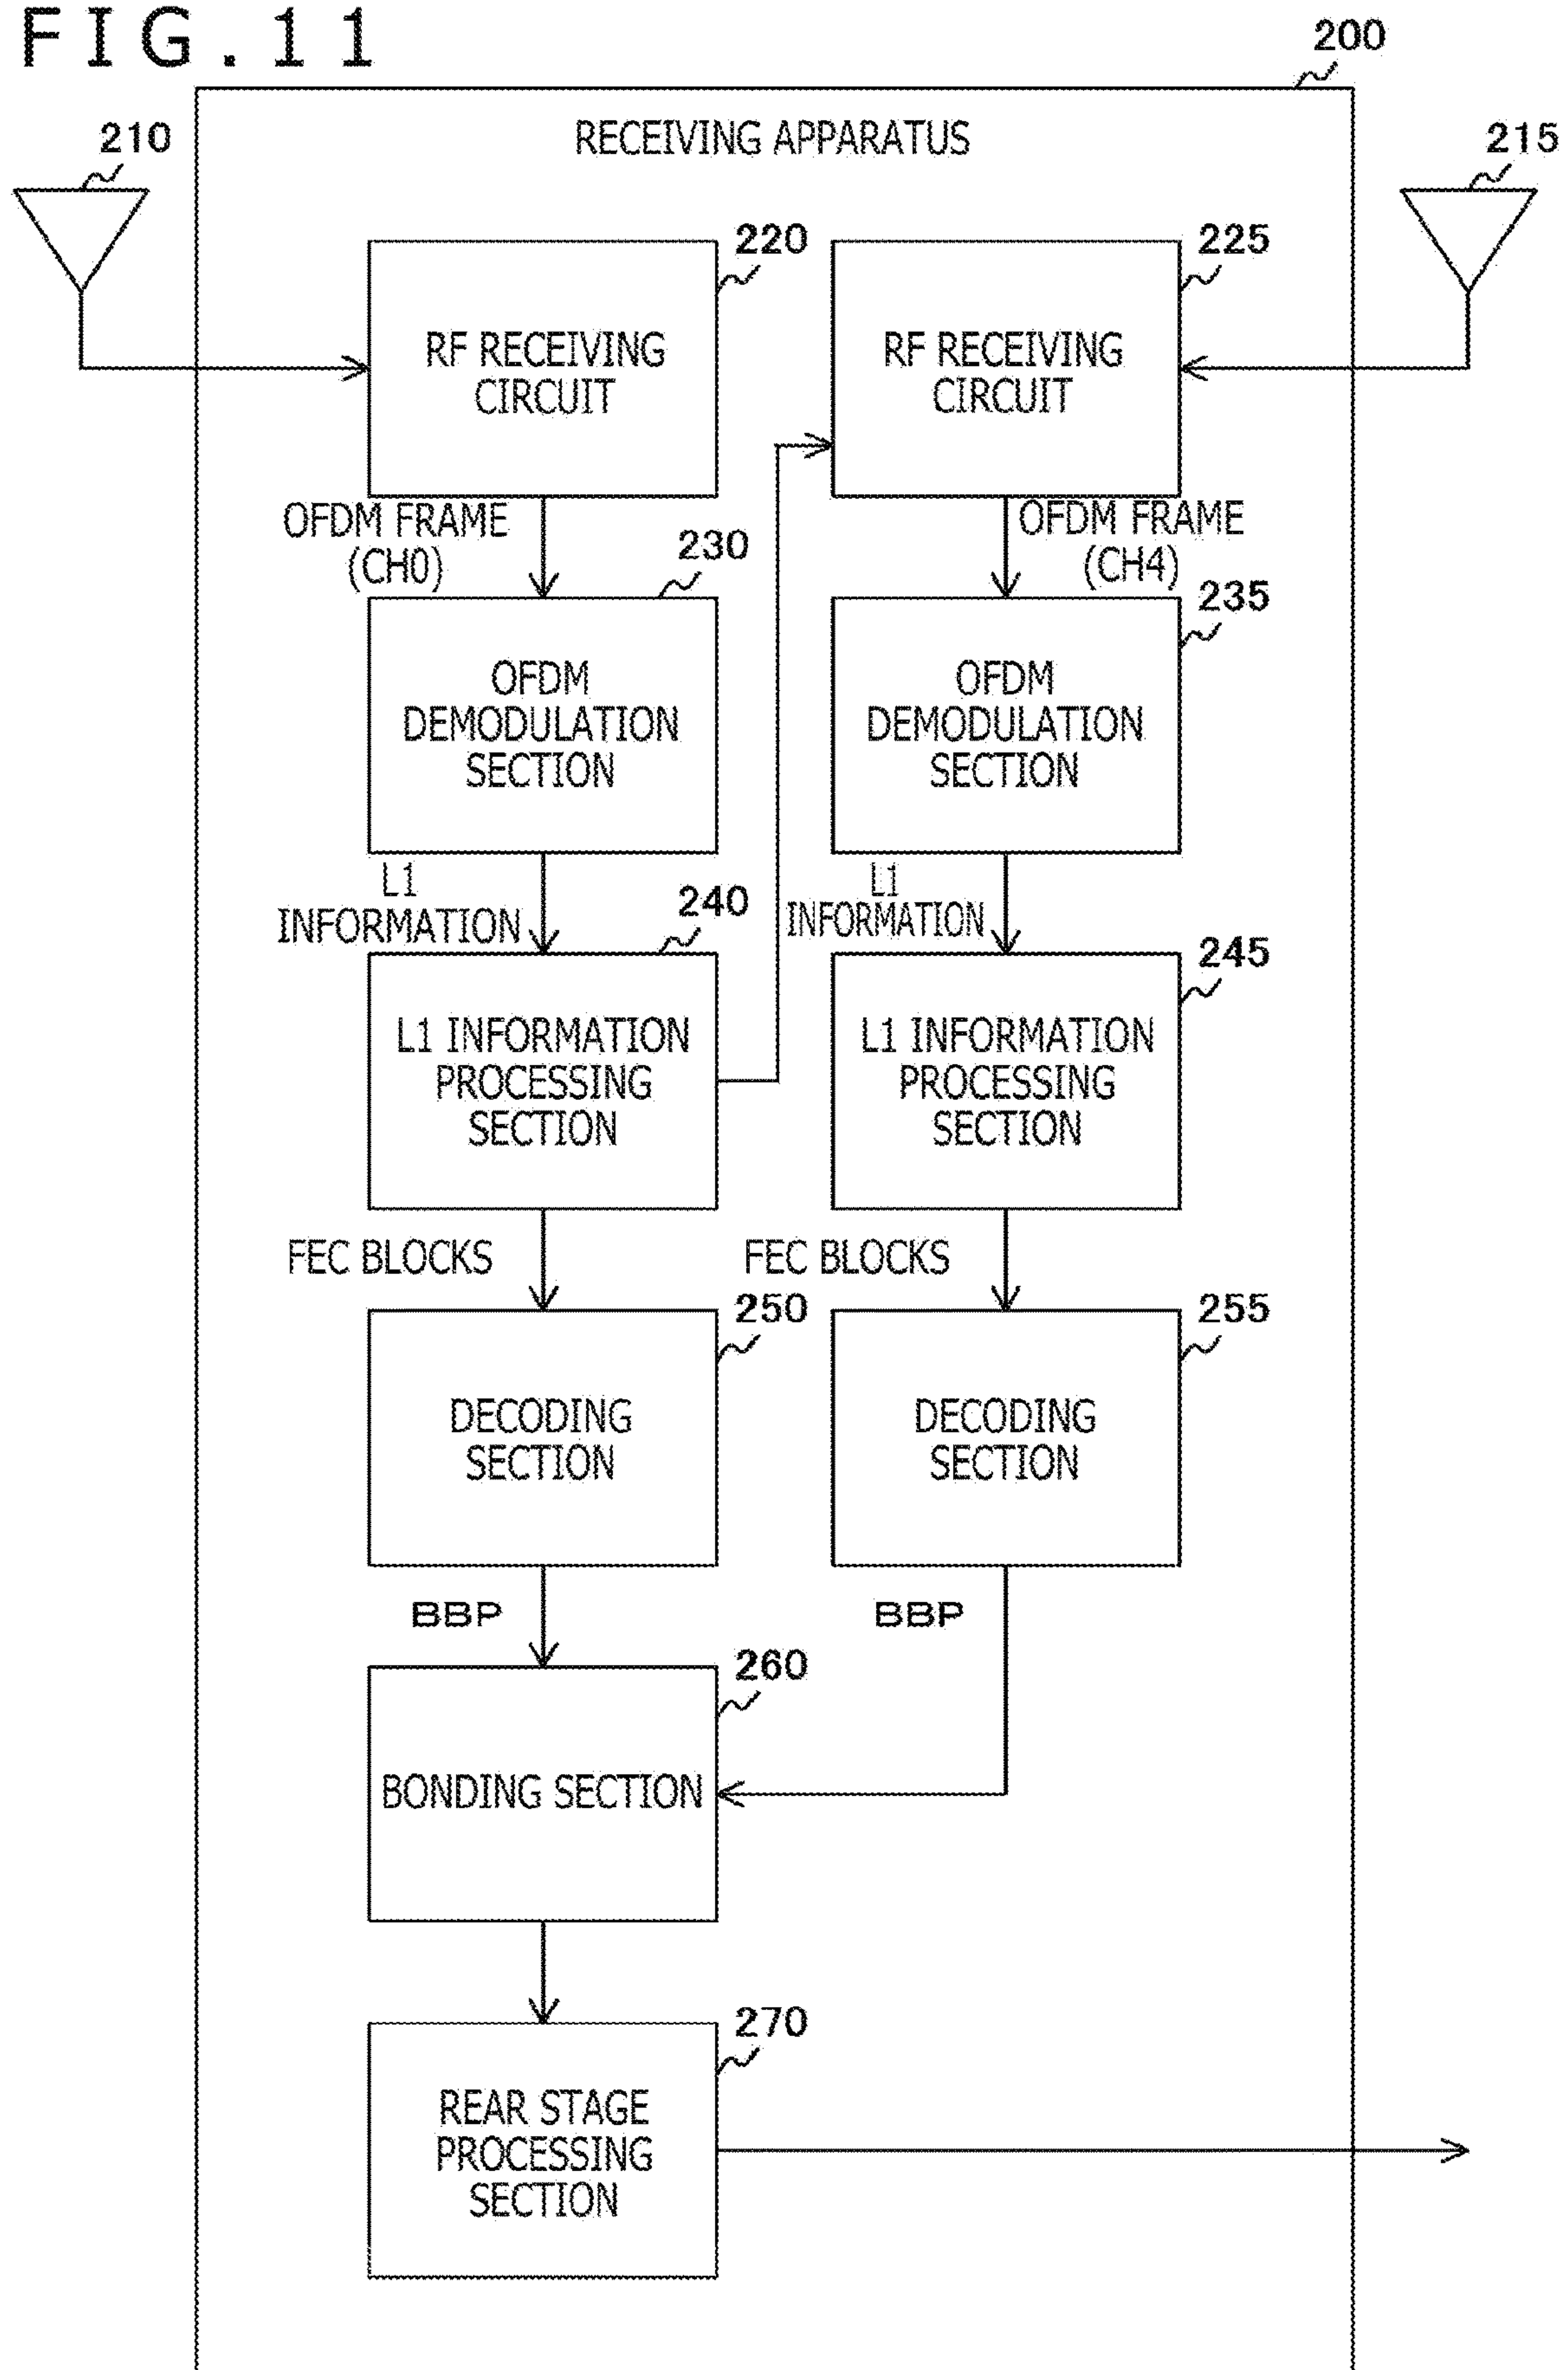 FIG.11
200
RECEIVING APPARATUS
210
215
220
225
RF RECEIVING
CIRCUIT
RF RECEIVING
CIRCUIT
OFDM FRAME
(CH0)
OFDM FRAME
(CH4)
230
235
OFDM
DEMODULATION
SECTION
OFDM
DEMODULATION
SECTION
L1
INFORMATION
L1
INFORMATION
240
245
L1 INFORMATION
PROCESSING
SECTION
L1 INFORMATION
PROCESSING
SECTION
FEC BLOCKS
FEC BLOCKS
250
255
DECODING
SECTION
DECODING
SECTION
BBP
BBP
260
BONDING SECTION
270
REAR STAGE
PROCESSING
SECTION